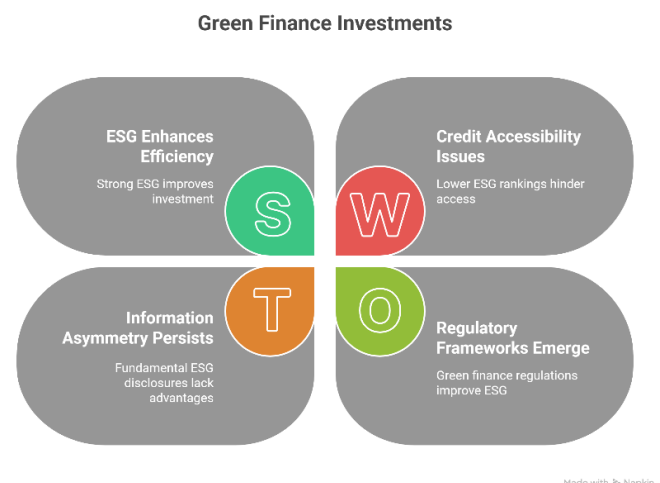 Green Finance Investments
ESG Enhances
Efficiency
Strong ESG improves
investment
S
Credit Accessibility
Issues
Lower ESG rankings hinder
access
W
Information
Asymmetry Persists
Fundamental ESG
disclosures lack
advantages
T
Regulatory
Frameworks Emerge
Green finance regulations
improve ESG
O
Made with Napkin